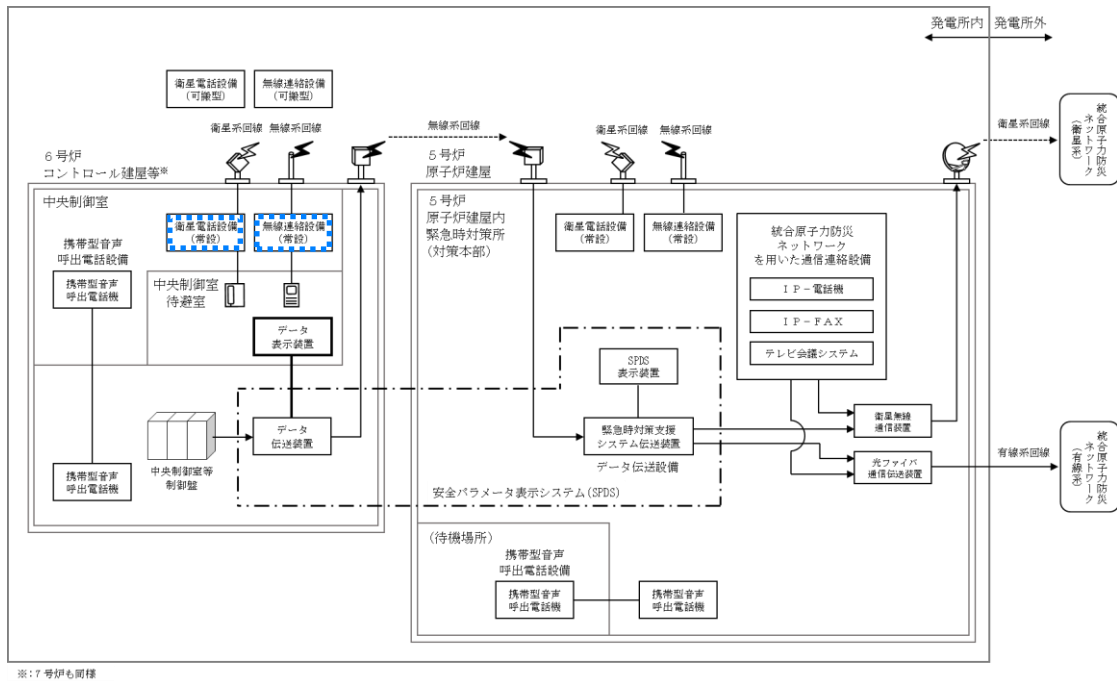 発電所内
発電所外
衛星電話設備
(可搬型)
無線連絡設備
(可搬型)
衛星系回線
無線系回線
無線系回線
衛星系回線
無線系回線
衛星系回線
統合原子力防災
ネットワーク
(衛星系)
6号炉
コントロール建屋等※
5号炉
原子炉建屋
中央制御室
衛星電話設備
(常設)
無線連絡設備
(常設)
携帯型音声
呼出電話設備
携帯型音声
呼出電話機
中央制御室
待避室
データ
表示装置
データ
伝送装置
中央制御室等
制御盤
携帯型音声
呼出電話機
5号炉
原子炉建屋内
緊急時対策所
(対策本部)
衛星電話設備
(常設)
無線連絡設備
(常設)
統合原子力防災
ネットワーク
を用いた通信連絡設備
IP-電話機
IP-FAX
テレビ会議システム
SPDS
表示装置
緊急時対策支援
システム伝送装置
データ伝送設備
安全パラメータ表示システム(SPDS)
衛星無線
通信装置
光ファイバ
通信伝送装置
有線系回線
統合原子力防災
ネットワーク
(有線系)
(待機場所)
携帯型音声
呼出電話設備
携帯型音声
呼出電話機
携帯型音声
呼出電話機
※:7号炉も同様